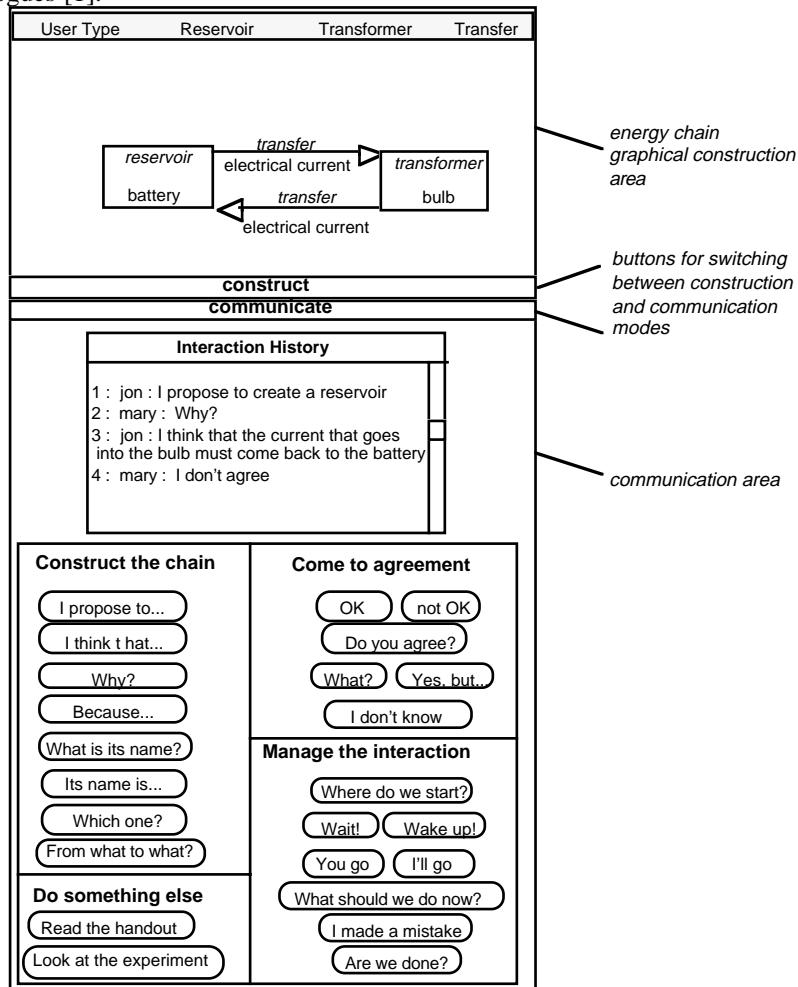 gues [1].
User Type Reservoir Transformer Transfer
transfer
reservoir
electrical current
transformer
battery
transfer
bulb
electrical current
energy chain
graphical construction
area
construct
communicate
buttons for switching
between construction
and communication
modes
Interaction History
1 : jon : I propose to create a reservoir
2 : mary : Why?
3 : jon : I think that the current that goes
into the bulb must come back to the battery
4 : mary : I don't agree
communication area
Construct the chain
I propose to...
I think t hat...
Why?
Because...
What is its name?
Its name is...
Which one?
From what to what?
Come to agreement
OK not OK
Do you agree?
What? Yes, but..
I don't know
Manage the interaction
Where do we start?
Wait! Wake up!
You go I'll go
What should we do now?
I made a mistake
Are we done?
Do something else
Read the handout
Look at the experiment